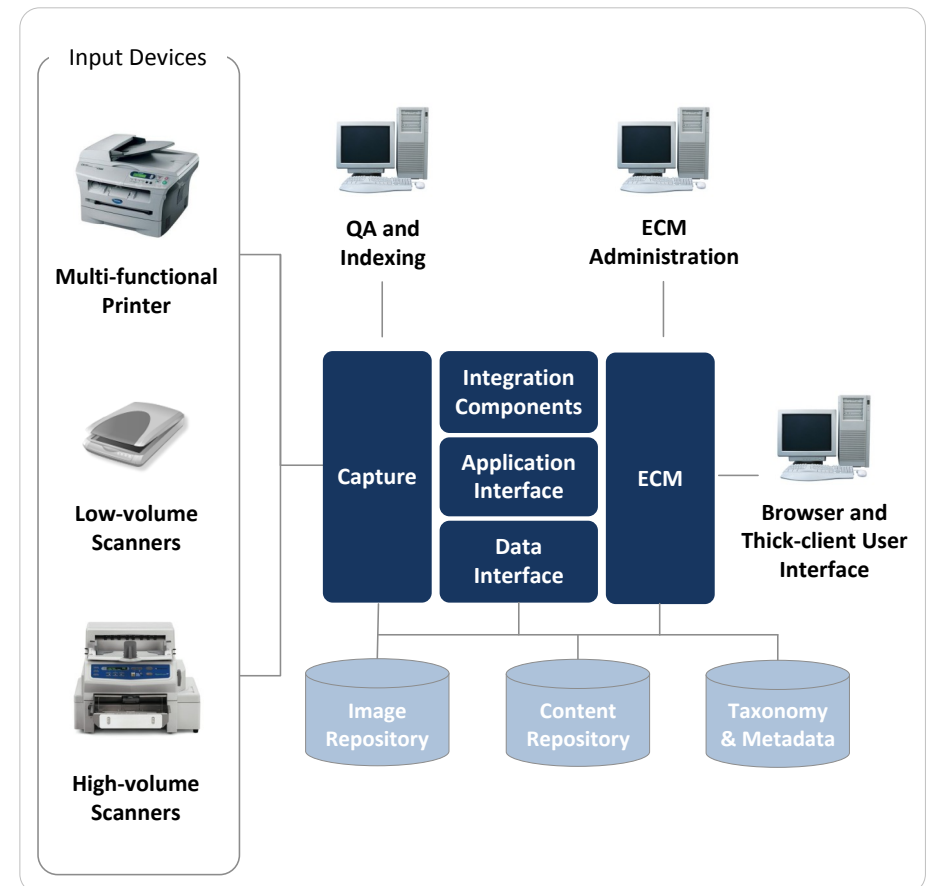 Input Devices
Multi-functional
Printer
Low-volume
Scanners
High-volume
Scanners
QA and
Indexing
ECM
Administration
Capture
Integration
Components
Application
Interface
Data
Interface
ECM
Browser and
Thick-client User
Interface
Image
Repository
Content
Repository
Taxonomy
& Metadata